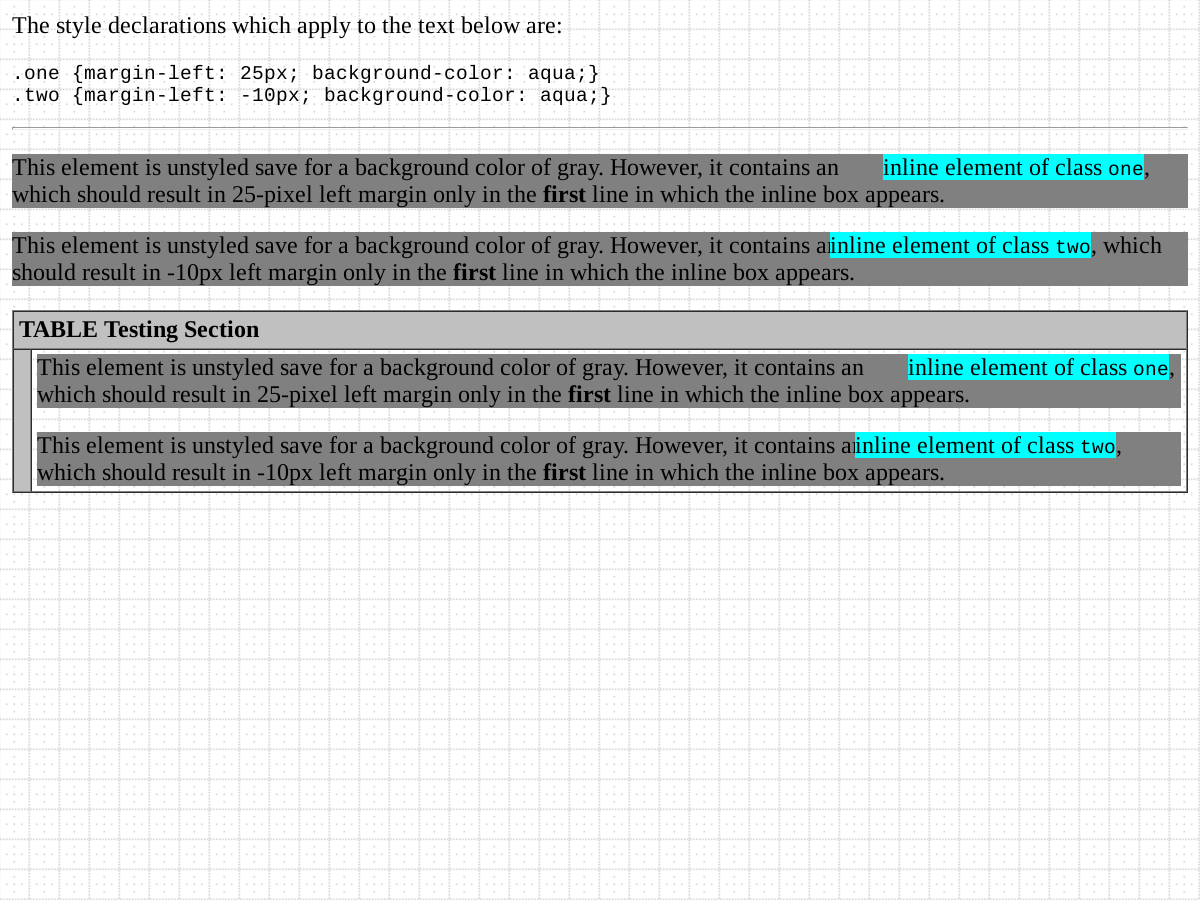 The style declarations which apply to the text below are:
.one {margin-left: 25px; background-color: aqua;}
.two {margin-left: -10px; background-color: aqua;}
This element is unstyled save for a background color of gray. However, it contains an inline element of class one,
which should result in 25-pixel left margin only in the first line in which the inline box appears.
This element is unstyled save for a background color of gray. However, it contains a inline element of class two, which
should result in -10px left margin only in the first line in which the inline box appears.
TABLE Testing Section
This element is unstyled save for a background color of gray. However, it contains an inline element of class one,
which should result in 25-pixel left margin only in the first line in which the inline box appears.
This element is unstyled save for a background color of gray. However, it contains a inline element of class two,
which should result in -10px left margin only in the first line in which the inline box appears.